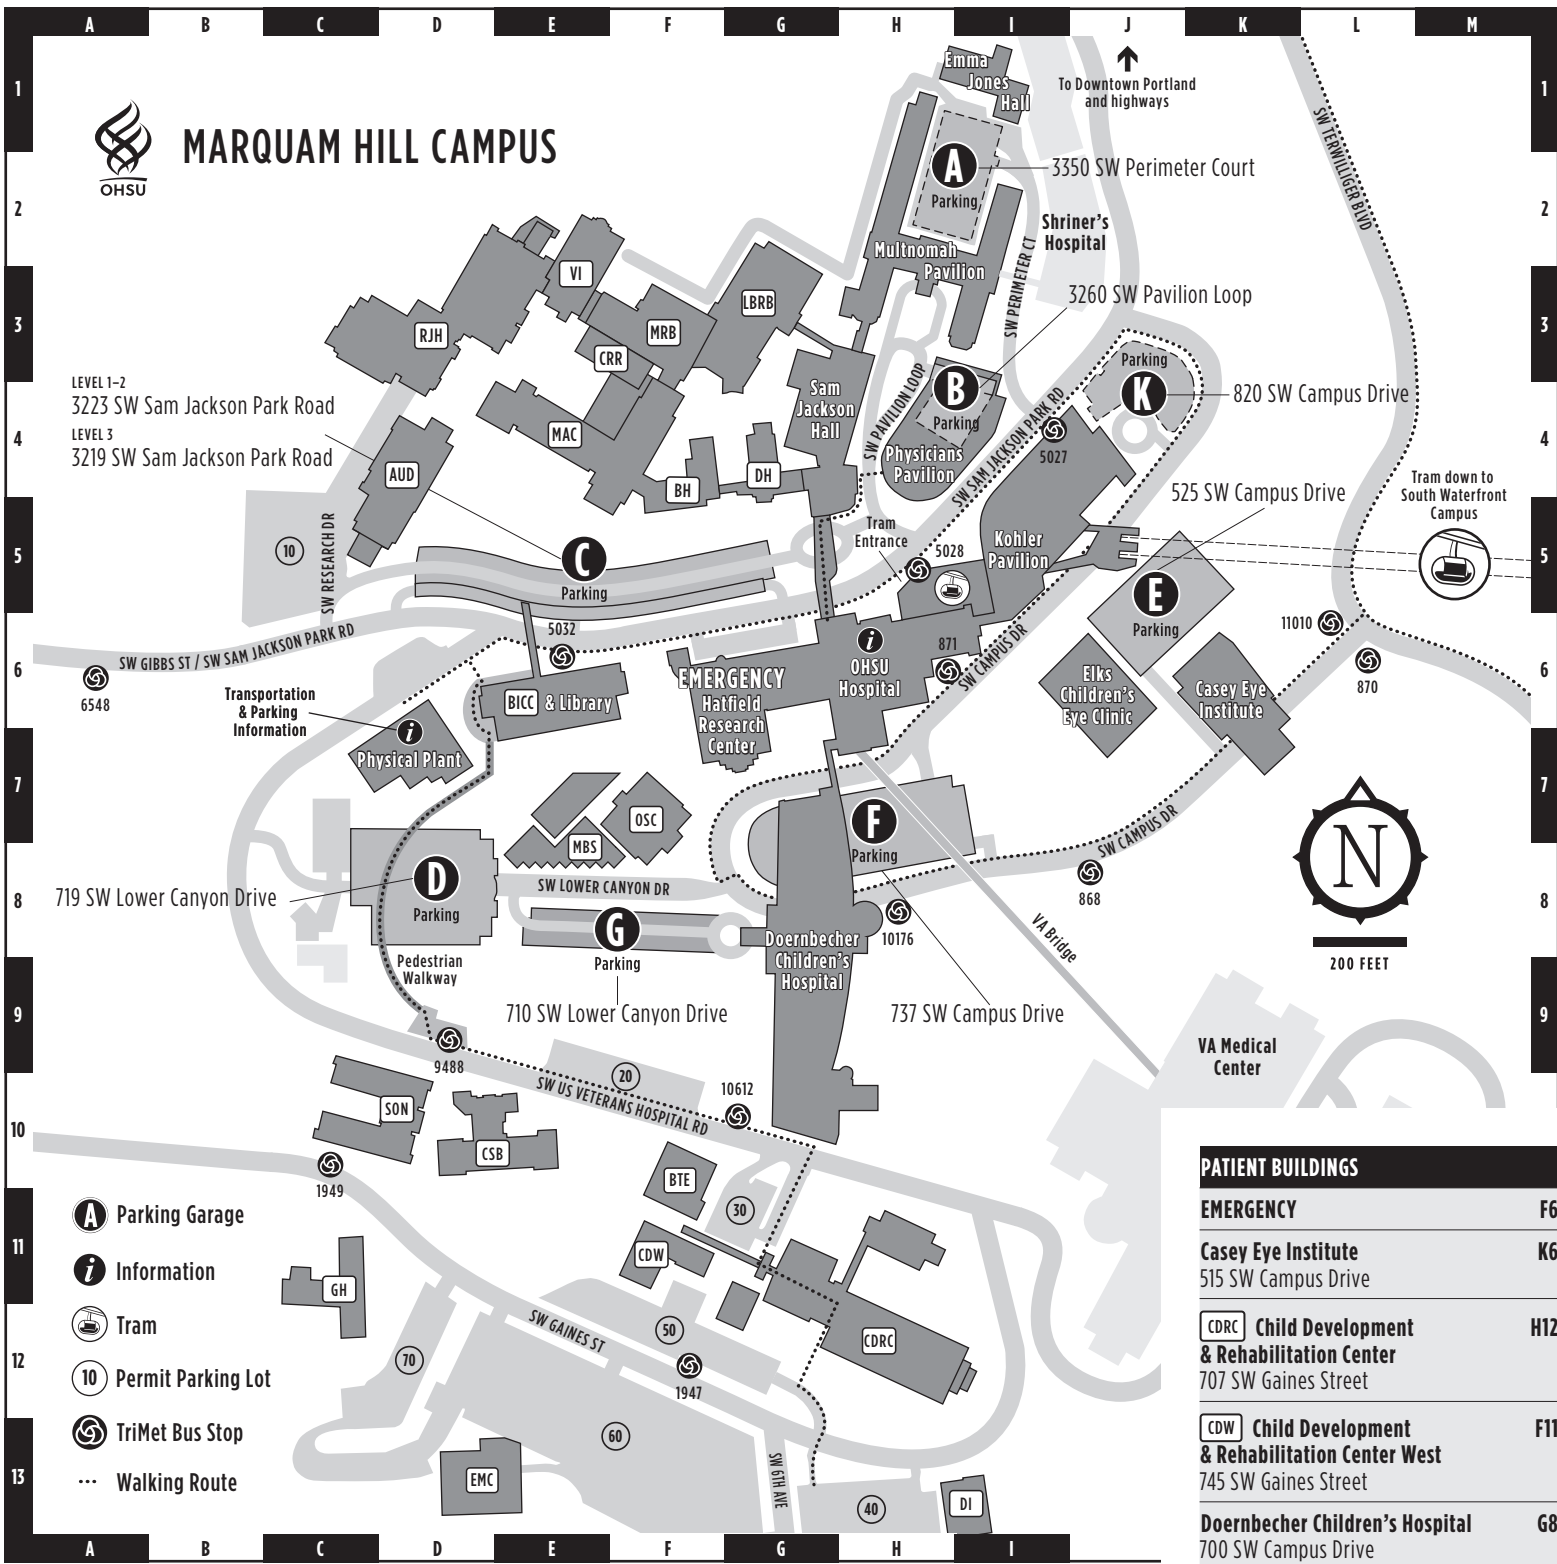 A B C D E F G H I J K L M
1
2
3
4
5
6
7
8
9
10
11
12
13
1
2
3
4
5
6
7
8
9
A B C D E F G H I
OHSU
MARQUAM HILL CAMPUS
Emma
Jones
Hall
To Downtown Portland
and highways
SW TERWILLIGER BLVD
A
Parking
3350 SW Perimeter Court
Shriner's
Hospital
Multnomah
Pavilion
SW PERIMETER CT
3260 SW Pavilion Loop
VI
LBRB
RJH
MRB
CRR
Sam
Jackson
Hall
SW PAVILION LOOP
B
Parking
Physicians
Pavilion
Parking
K
820 SW Campus Drive
LEVEL 1–2
3223 SW Sam Jackson Park Road
LEVEL 3
3219 SW Sam Jackson Park Road
MAC
AUD
BH
DH
SW SAM JACKSON PARK RD
5027
525 SW Campus Drive
Tram down to
South Waterfront
Campus
10
SW RESEARCH DR
C
Parking
Tram
Entrance
5028
Kohler
Pavilion
E
Parking
11010
870
SW GIBBS ST / SW SAM JACKSON PARK RD
6548
5032
i
OHSU
Hospital
871
SW CAMPUS DR
EMERGENCY
Hatfield
Research
Center
Elks
Children's
Eye Clinic
Casey Eye
Institute
Transportation
& Parking
Information
i
Physical Plant
BICC & Library
OSC
MBS
F
Parking
SW CAMPUS DR
868
N
200 FEET
719 SW Lower Canyon Drive
D
Parking
SW LOWER CANYON DR
G
Parking
Doernbecher
Children's
Hospital
10176
VA Bridge
Pedestrian
Walkway
710 SW Lower Canyon Drive
737 SW Campus Drive
9488
20
SW US VETERANS HOSPITAL RD
10612
VA Medical
Center
SON
CSB
1949
BTE
30
CDW
GH
SW GAINES ST
50
70
1947
CDRC
60
EMC
SW 6TH AVE
40
DI
A Parking Garage
i Information
Tram
10 Permit Parking Lot
TriMet Bus Stop
Walking Route
PATIENT BUILDINGS
EMERGENCY F6
Casey Eye Institute K6
515 SW Campus Drive
CDRC Child Development H12
& Rehabilitation Center
707 SW Gaines Street
CDW Child Development F11
& Rehabilitation Center West
745 SW Gaines Street
Doernbecher Children's Hospital G8
700 SW Campus Drive